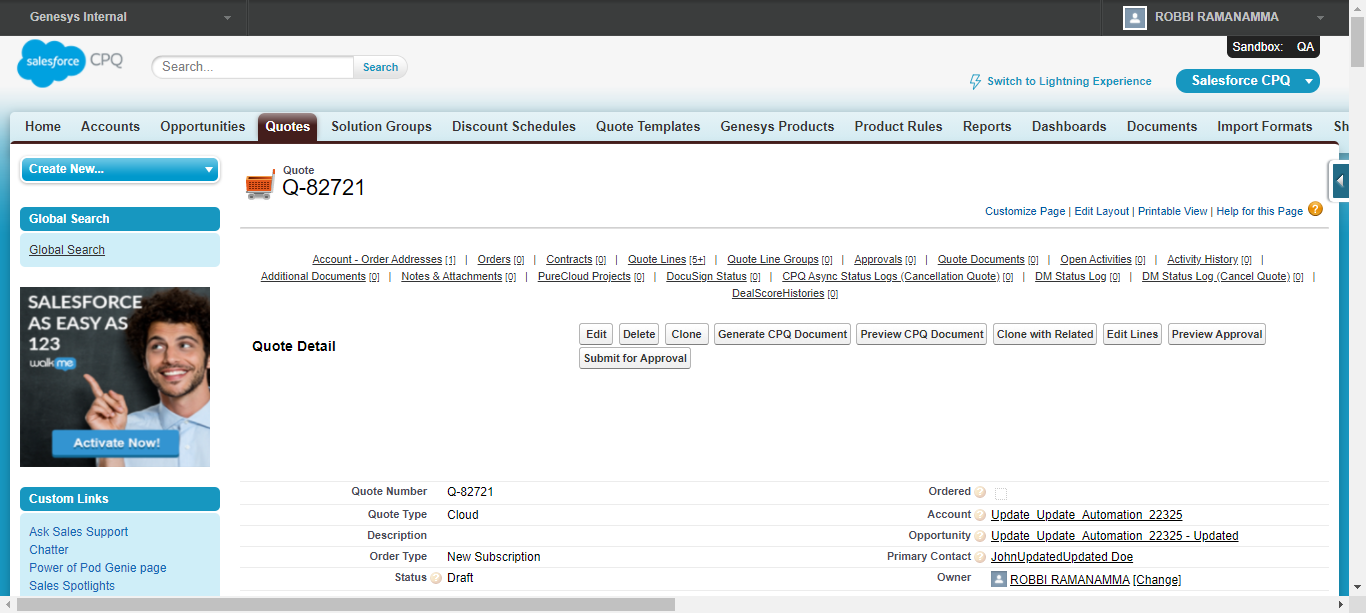 Genesys Internal
ROBBI RAMANAMMA
Sandbox: QA
salesforce CPQ
Search...
Search
Switch to Lightning Experience
Salesforce CPQ
Home Accounts Opportunities Quotes Solution Groups Discount Schedules Quote Templates Genesys Products Product Rules Reports Dashboards Documents Import Formats Sh
Create New...
Global Search
Global Search
SALESFORCE
AS EASY AS
123
walkme
Activate Now!
Custom Links
Ask Sales Support
Chatter
Power of Pod Genie page
Sales Spotlights
Quote
Q-82721
Customize Page | Edit Layout | Printable View | Help for this Page ?
Account - Order Addresses [1] | Orders [0] | Contracts [0] | Quote Lines [5+] | Quote Line Groups [0] | Approvals [0] | Quote Documents [0] | Open Activities [0] | Activity History [0] |
Additional Documents [0] | Notes & Attachments [0] | PureCloud Projects [0] | DocuSign Status [0] | CPQ Async Status Logs (Cancellation Quote) [0] | DM Status Log [0] | DM Status Log (Cancel Quote) [0] |
DealScoreHistories [0]
Quote Detail
Edit Delete Clone Generate CPQ Document Preview CPQ Document Clone with Related Edit Lines Preview Approval
Submit for Approval
Quote Number Q-82721 Ordered ?
Quote Type Cloud Account ? Update_Update_Automation_22325
Description Opportunity ? Update_Update_Automation_22325 - Updated
Order Type New Subscription Primary Contact ? JohnUpdatedUpdated Doe
Status ? Draft Owner ROBBI RAMANAMMA [Change]